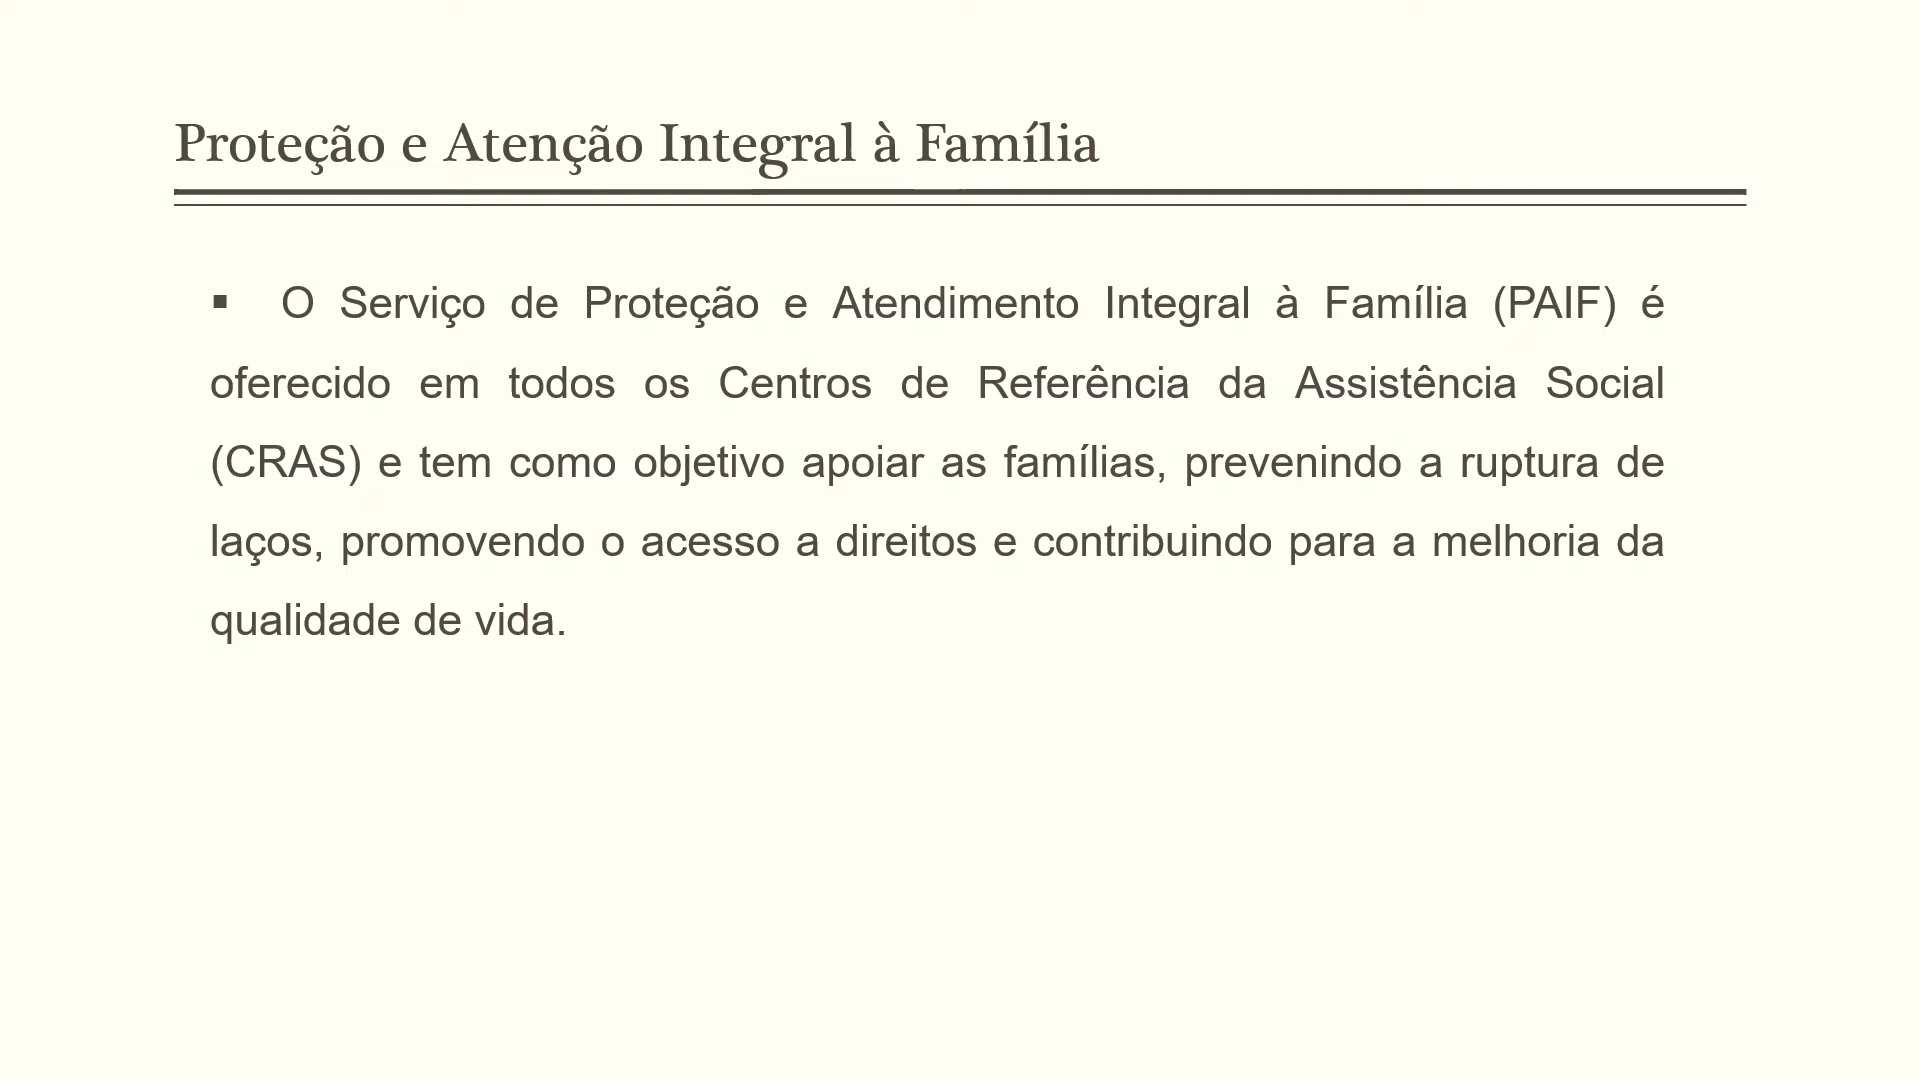 Proteção e Atenção Integral à Família
▪ O Serviço de Proteção e Atendimento Integral à Família (PAIF) é
oferecido em todos os Centros de Referência da Assistência Social
(CRAS) e tem como objetivo apoiar as famílias, prevenindo a ruptura de
laços, promovendo o acesso a direitos e contribuindo para a melhoria da
qualidade de vida.